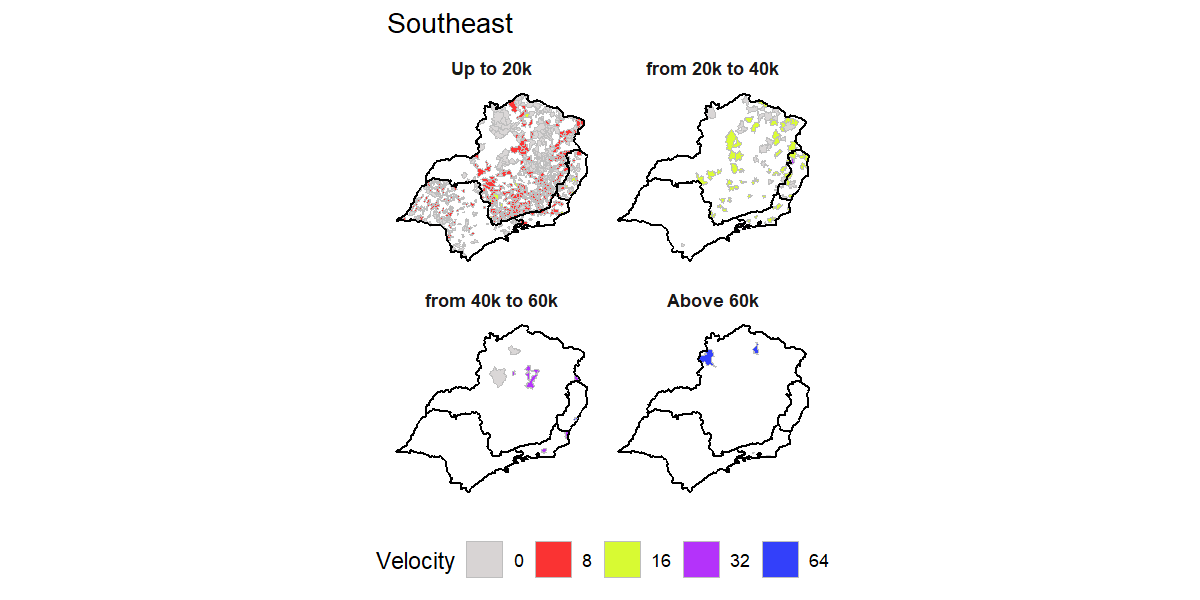 Southeast
Up to 20k
from 20k to 40k
from 40k to 60k
Above 60k
Velocity 0 8 16 32 64